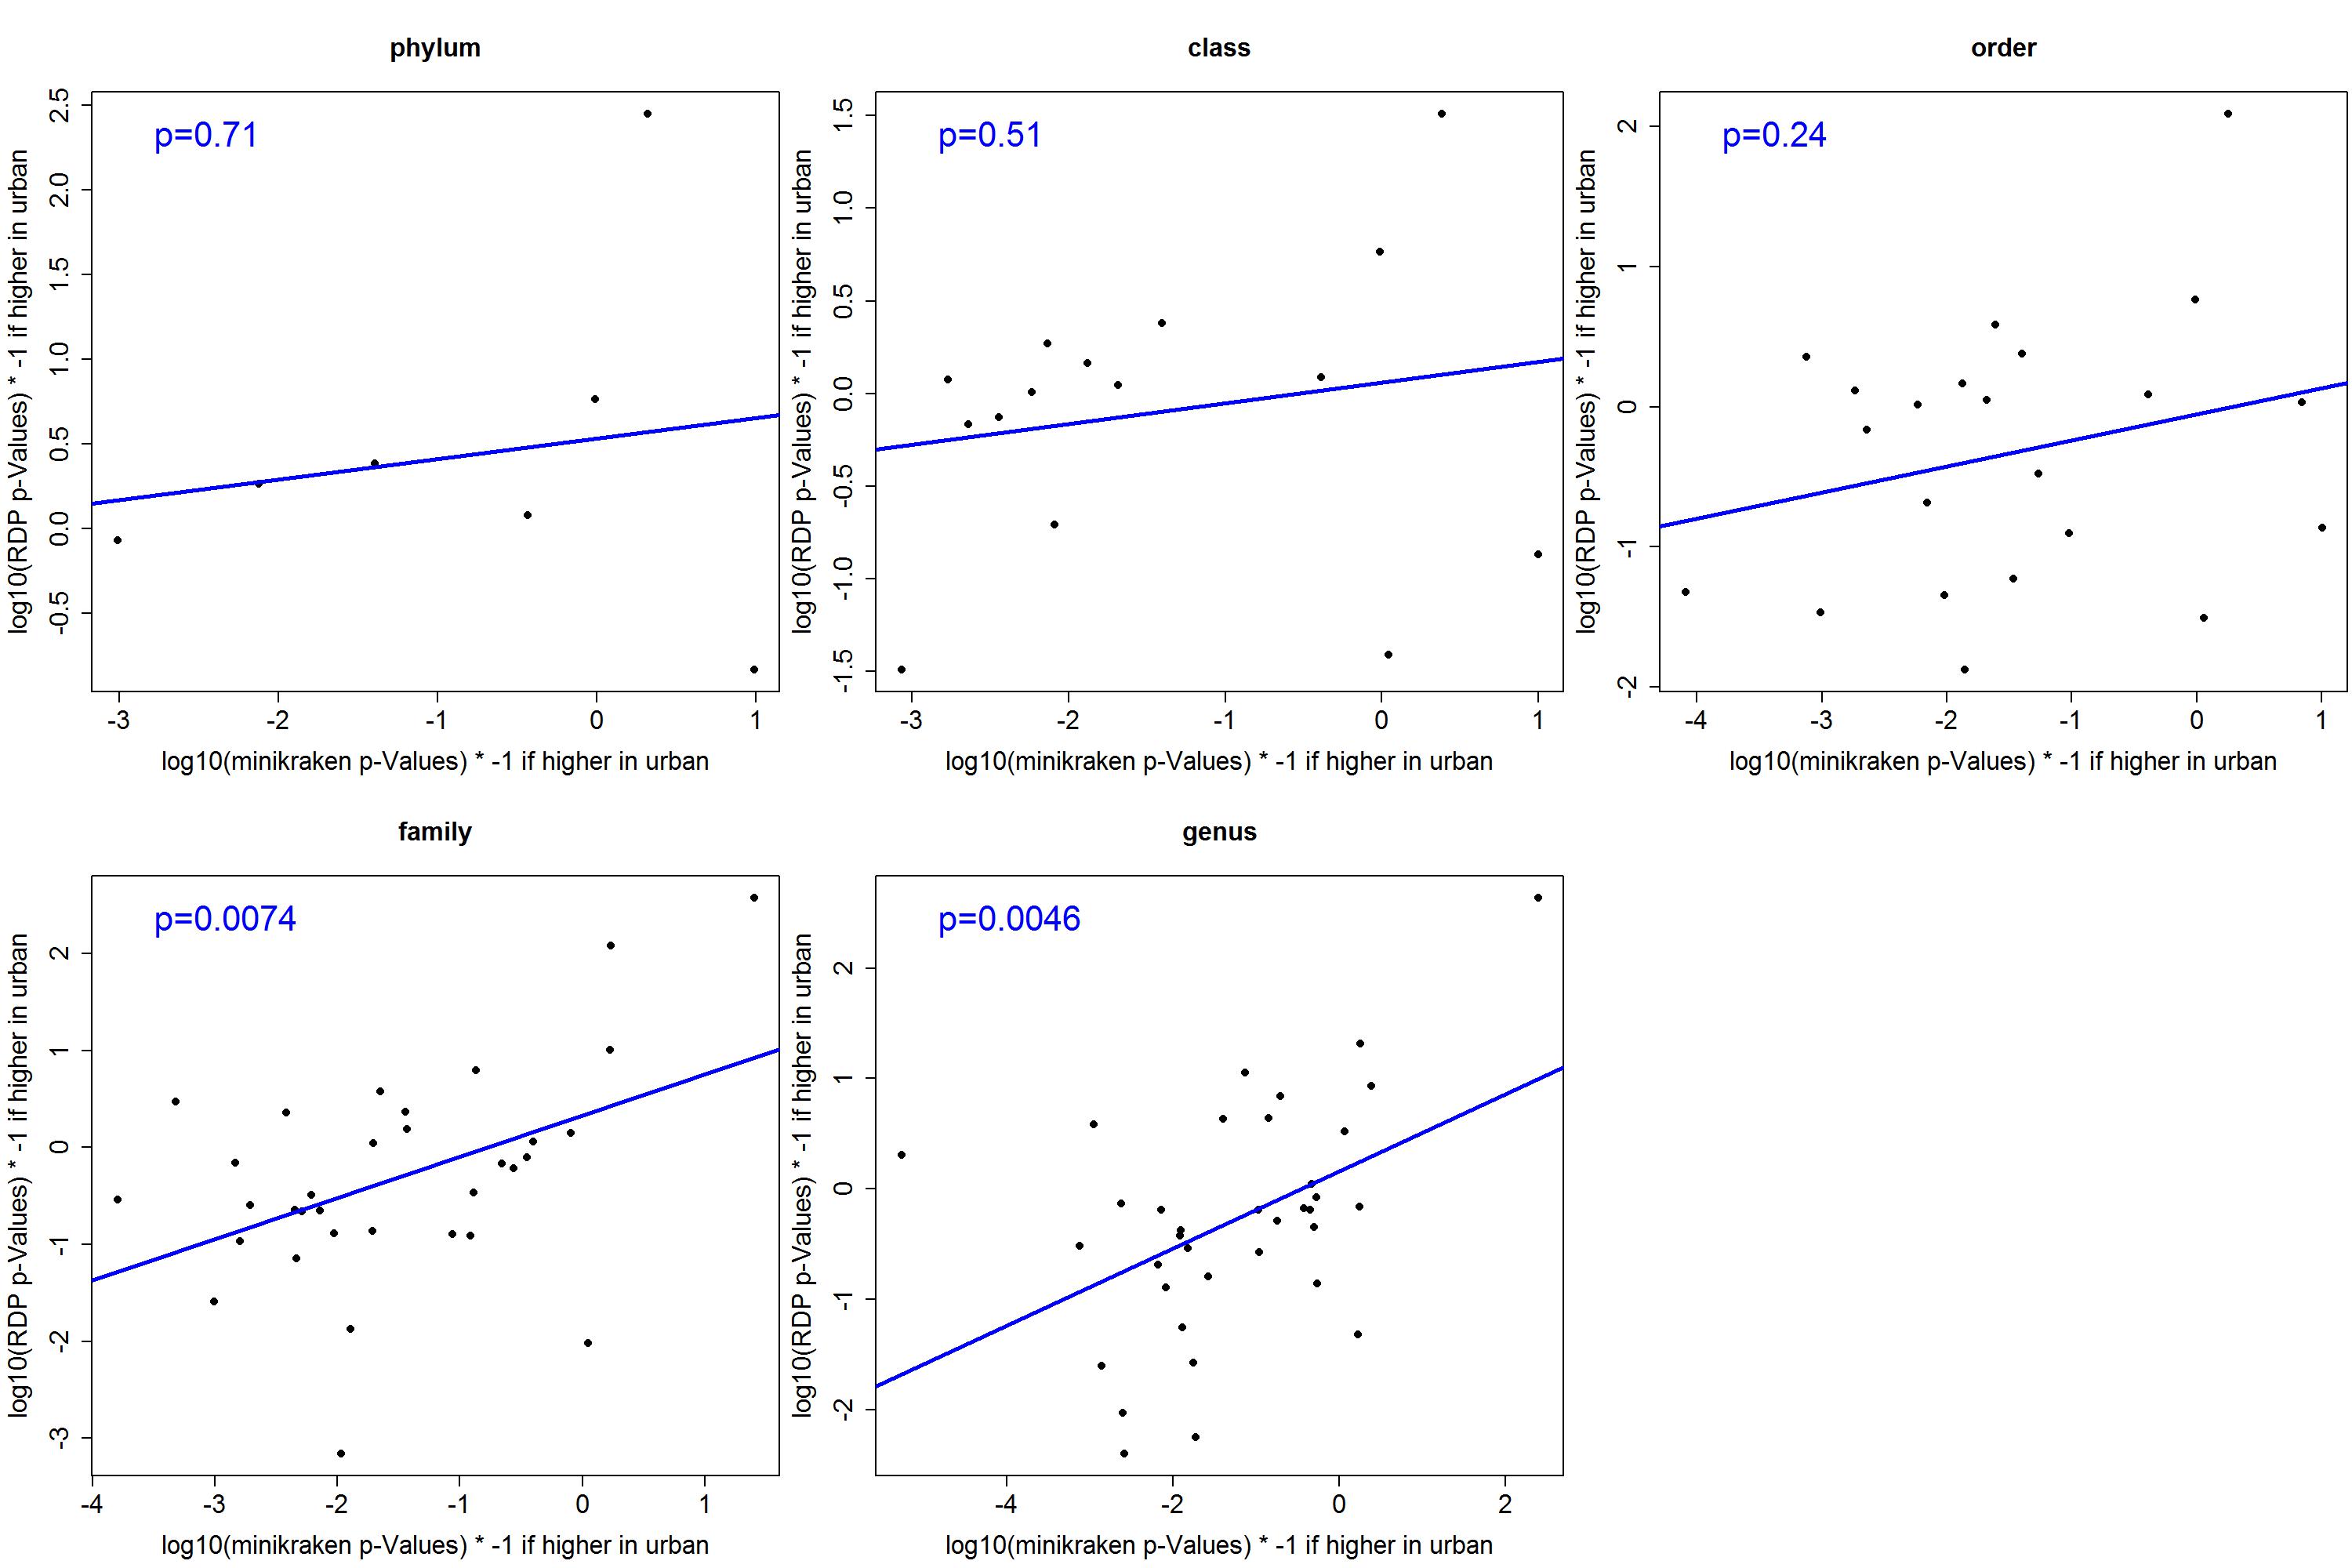 phylum
p=0.71
log10(RDP p-Values) * -1 if higher in urban
2.5
2.0
1.5
1.0
0.5
0.0
-0.5
-3 -2 -1 0 1
log10(minikraken p-Values) * -1 if higher in urban
class
p=0.51
log10(RDP p-Values) * -1 if higher in urban
1.5
1.0
0.5
0.0
-0.5
-1.0
-1.5
-3 -2 -1 0 1
log10(minikraken p-Values) * -1 if higher in urban
order
p=0.24
log10(RDP p-Values) * -1 if higher in urban
2
1
0
-1
-2
-4 -3 -2 -1 0 1
log10(minikraken p-Values) * -1 if higher in urban
family
p=0.0074
log10(RDP p-Values) * -1 if higher in urban
2
1
0
-1
-2
-3
-4 -3 -2 -1 0 1
log10(minikraken p-Values) * -1 if higher in urban
genus
p=0.0046
log10(RDP p-Values) * -1 if higher in urban
2
1
0
-1
-2
-4 -2 0 2
log10(minikraken p-Values) * -1 if higher in urban